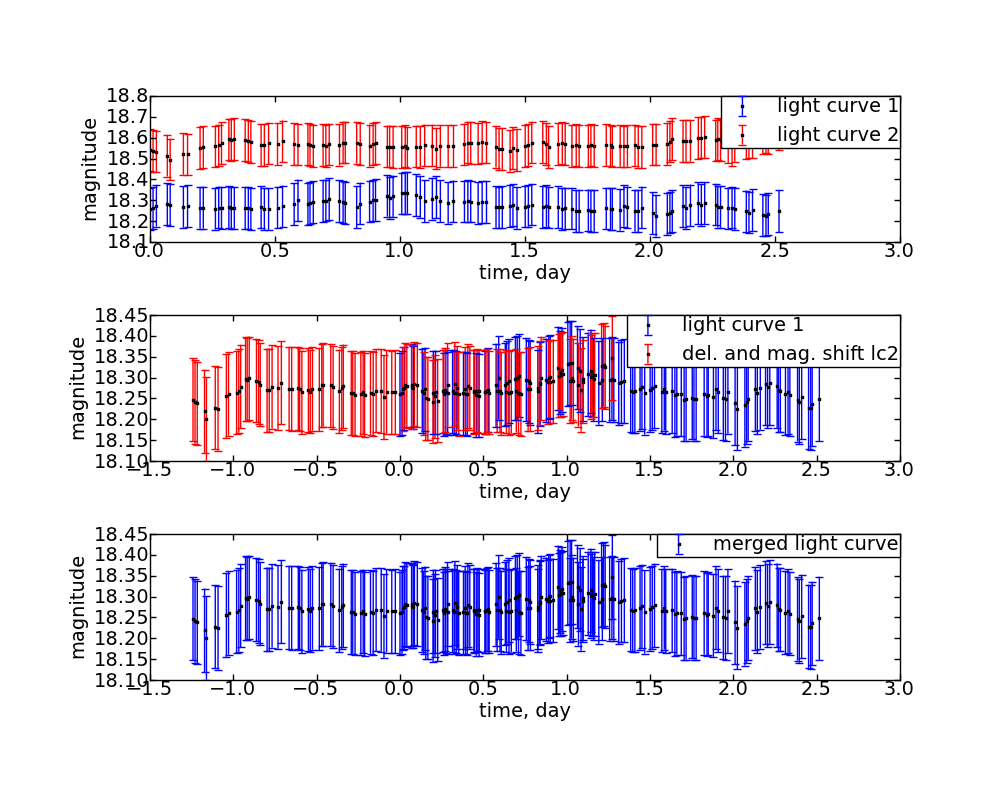 18.8
18.7
18.6
18.5
18.4
18.3
18.2
18.1
magnitude
light curve 1
light curve 2
0.0 0.5 1.0 1.5 2.0 2.5 3.0
time, day
18.45
18.40
18.35
18.30
18.25
18.20
18.15
18.10
magnitude
light curve 1
del. and mag. shift lc2
−1.5 −1.0 −0.5 0.0 0.5 1.0 1.5 2.0 2.5 3.0
time, day
18.45
18.40
18.35
18.30
18.25
18.20
18.15
18.10
magnitude
merged light curve
−1.5 −1.0 −0.5 0.0 0.5 1.0 1.5 2.0 2.5 3.0
time, day